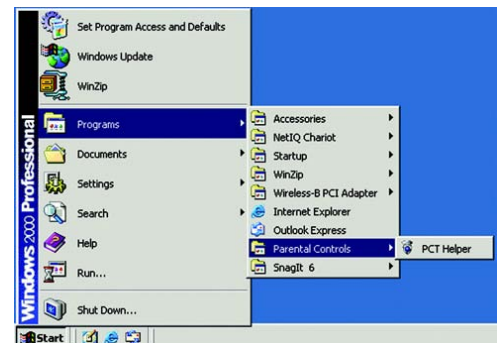 Set Program Access and Defaults
Windows Update
WinZip
Programs
Documents
Settings
Search
Help
Run...
Shut Down...
Windows 2000 Professional
Accessories
NetIQ Chariot
Startup
WinZip
Wireless-B PCI Adapter
Internet Explorer
Outlook Express
Parental Controls
SnagIt 6
PCT Helper
Start